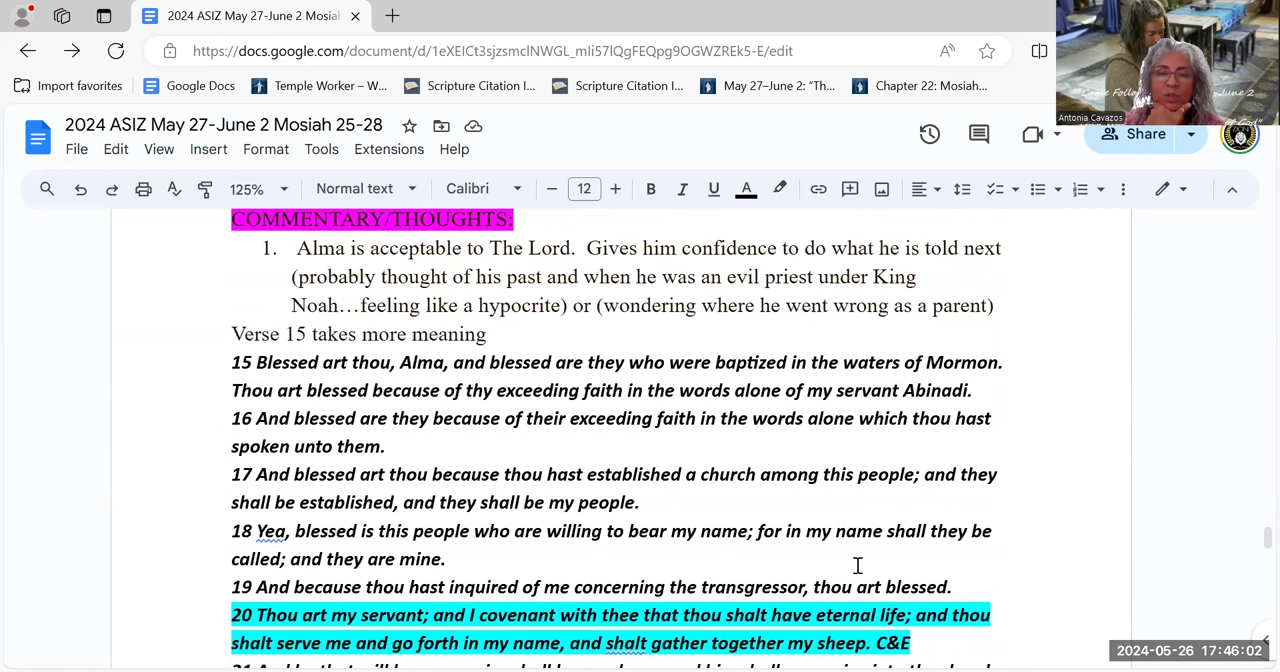 2024 ASIZ May 27-June 2 Mosiah
https://docs.google.com/document/d/1eXEICt3sjzsmclNWGL_mIi57lQgFEQpg9OGWZREk5-E/edit
Import favorites
Google Docs
Temple Worker – W...
Scripture Citation I...
Scripture Citation I...
May 27–June 2: “Th...
Chapter 22: Mosiah...
June 2
Antonia Cavazos
2024 ASIZ May 27-June 2 Mosiah 25-28
Share
File Edit View Insert Format Tools Extensions Help
125%
Normal text
Calibri
12
B I U A
COMMENTARY/THOUGHTS:
1. Alma is acceptable to The Lord. Gives him confidence to do what he is told next
(probably thought of his past and when he was an evil priest under King
Noah…feeling like a hypocrite) or (wondering where he went wrong as a parent)
Verse 15 takes more meaning
15 Blessed art thou, Alma, and blessed are they who were baptized in the waters of Mormon.
Thou art blessed because of thy exceeding faith in the words alone of my servant Abinadi.
16 And blessed are they because of their exceeding faith in the words alone which thou hast
spoken unto them.
17 And blessed art thou because thou hast established a church among this people; and they
shall be established, and they shall be my people.
18 Yea, blessed is this people who are willing to bear my name; for in my name shall they be
called; and they are mine.
19 And because thou hast inquired of me concerning the transgressor, thou art blessed.
20 Thou art my servant; and I covenant with thee that thou shalt have eternal life; and thou
shalt serve me and go forth in my name, and shalt gather together my sheep. C&E
2024-05-26 17:46:02